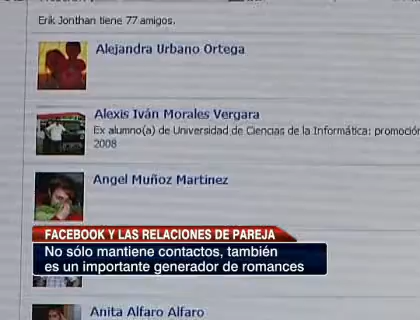 Erik Jonthan tiene 77 amigos.
Alejandra Urbano Ortega
Alexis Iván Morales Vergara
Ex alumno(a) de Universidad de Ciencias de la Informática: promoción
2008
Angel Muñoz Martinez
FACEBOOK Y LAS RELACIONES DE PAREJA
No sólo mantiene contactos, también
es un importante generador de romances
Anita Alfaro Alfaro